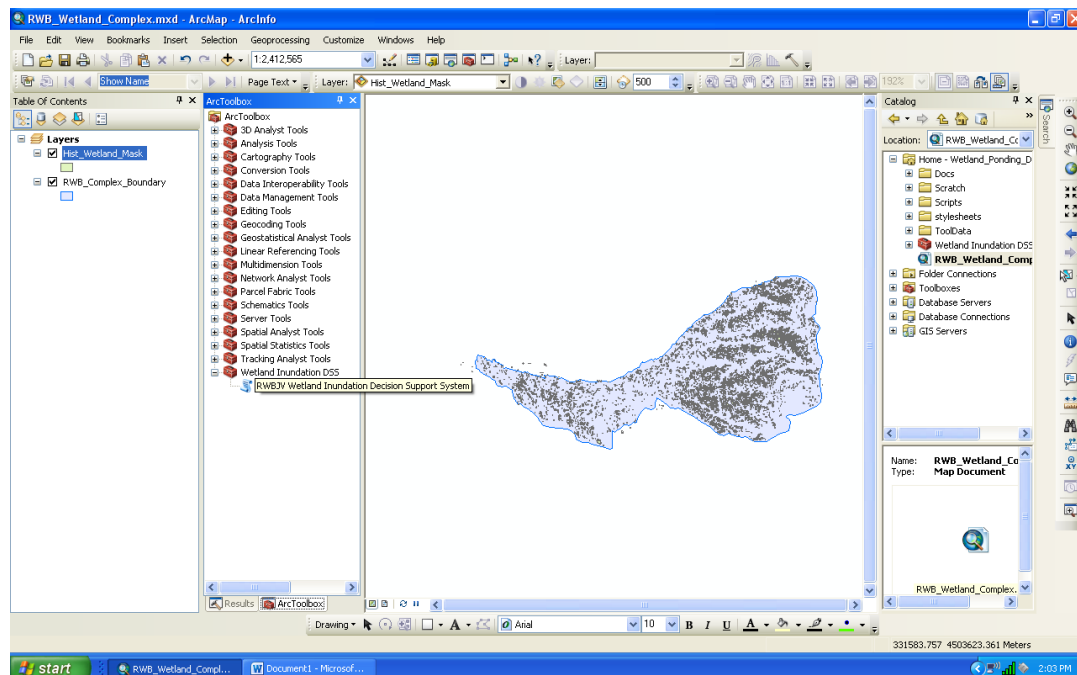 RWB_Wetland_Complex.mxd - ArcMap - ArcInfo
File Edit View Bookmarks Insert Selection Geoprocessing Customize Windows Help
1:2,412,565
Layer:
Show Name
Page Text
Layer:
Hist_Wetland_Mask
500
192%
Table Of Contents
Layers
Hist_Wetland_Mask
RWB_Complex_Boundary
ArcToolbox
ArcToolbox
3D Analyst Tools
Analysis Tools
Cartography Tools
Conversion Tools
Data Interoperability Tools
Data Management Tools
Editing Tools
Geocoding Tools
Geostatistical Analyst Tools
Linear Referencing Tools
Multidimension Tools
Network Analyst Tools
Parcel Fabric Tools
Schematics Tools
Server Tools
Spatial Analyst Tools
Spatial Statistics Tools
Tracking Analyst Tools
Wetland Inundation DSS
RWBJV Wetland Inundation Decision Support System
Results
ArcToolbox
Catalog
Location:
RWB_Wetland_Cc
Home - Wetland_Ponding_D
Docs
Scratch
Scripts
stylesheets
ToolData
Wetland Inundation DSS
RWB_Wetland_Comp
Folder Connections
Toolboxes
Database Servers
Database Connections
GIS Servers
Name: RWB_Wetland_Co
Type: Map Document
RWB_Wetland_Complex.
Search
XY
Drawing
A
Arial
10
B I U A
331583.757 4503623.361 Meters
start
RWB_Wetland_Compl...
Document1 - Microsof...
2:03 PM